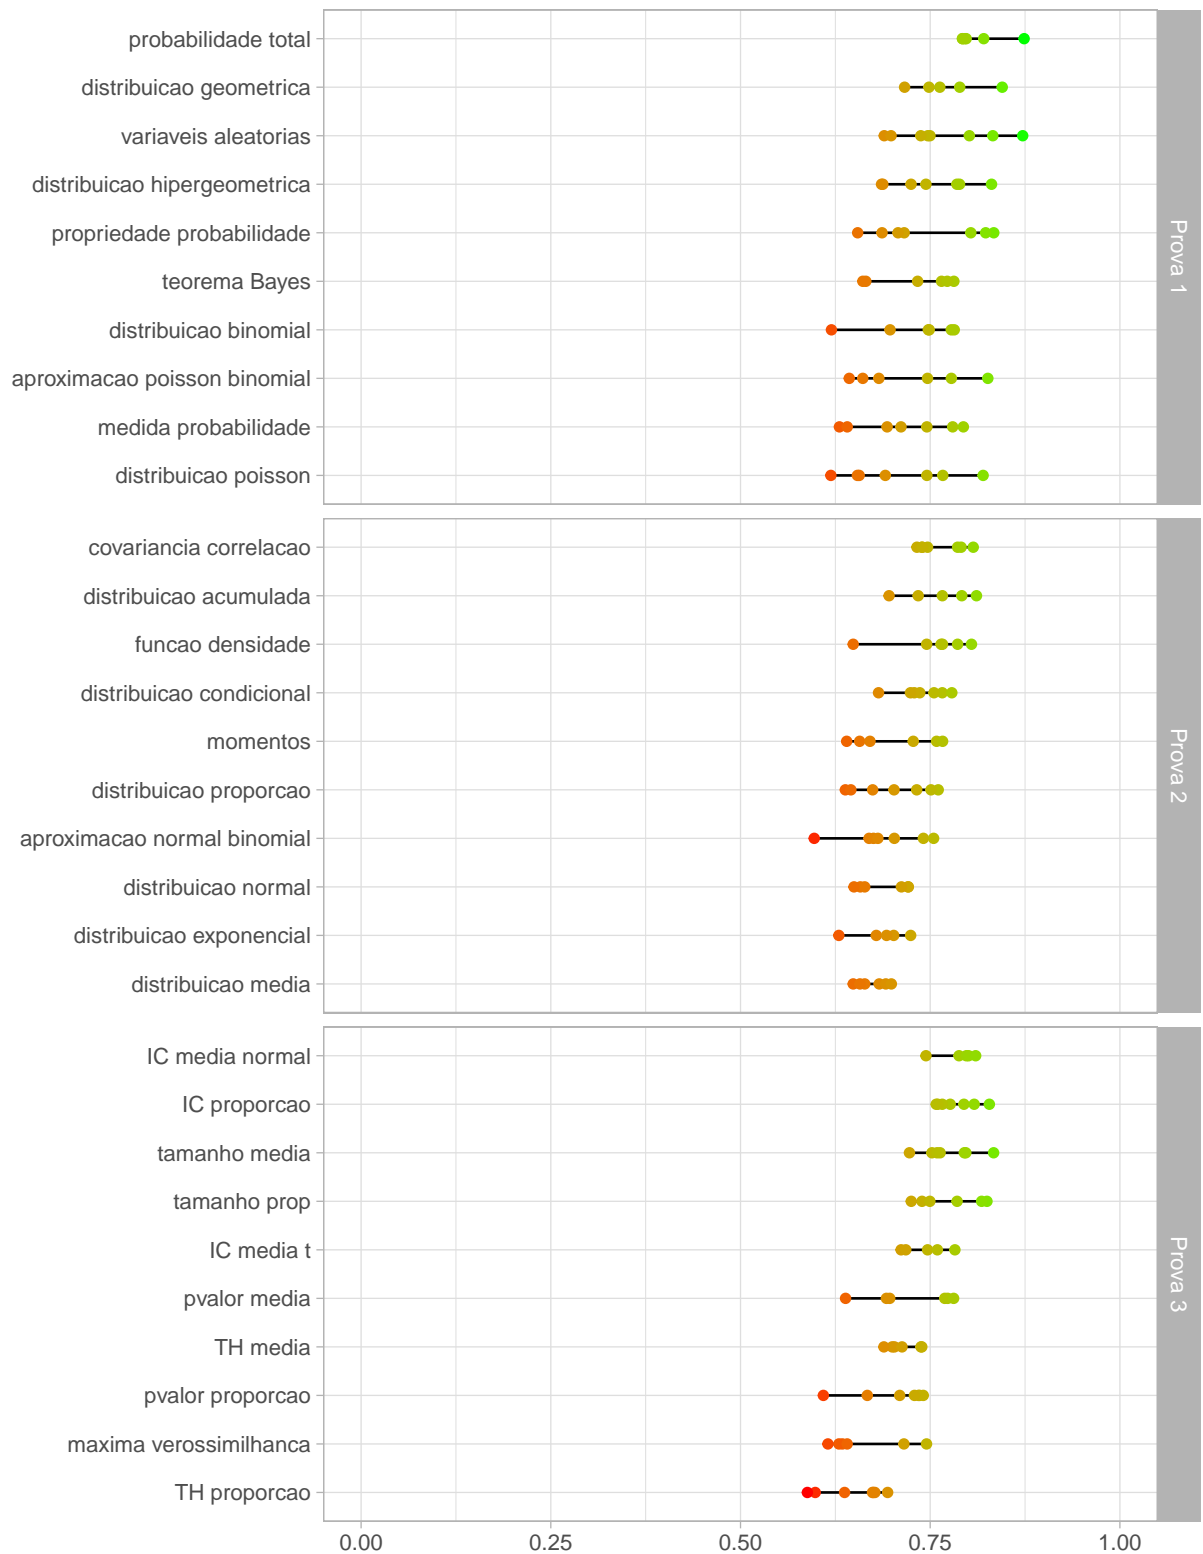 probabilidade total
distribuicao geometrica
variaveis aleatorias
distribuicao hipergeometrica
propriedade probabilidade
teorema Bayes
distribuicao binomial
aproximacao poisson binomial
medida probabilidade
distribuicao poisson
Prova 1
covariancia correlacao
distribuicao acumulada
funcao densidade
distribuicao condicional
momentos
distribuicao proporcao
aproximacao normal binomial
distribuicao normal
distribuicao exponencial
distribuicao media
Prova 2
IC media normal
IC proporcao
tamanho media
tamanho prop
IC media t
pvalor media
TH media
pvalor proporcao
maxima verossimilhanca
TH proporcao
Prova 3
0.00 0.25 0.50 0.75 1.00